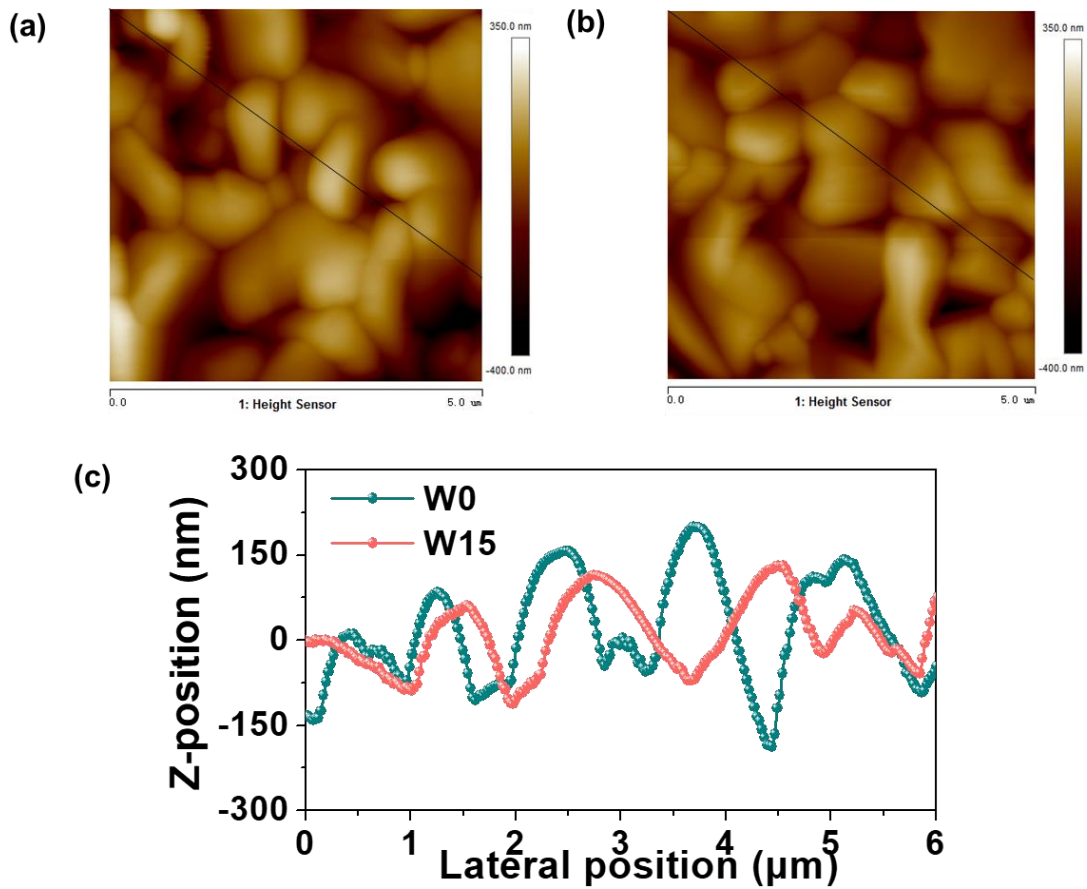 (a)
350.0 nm
-400.0 nm
0.0
1: Height Sensor
5.0 um
(b)
350.0 nm
-400.0 nm
0.0
1: Height Sensor
5.0 um
(c)
300
150
0
-150
-300
Z-position (nm)
W0
W15
0 1 2 3 4 5 6
Lateral position (μm)